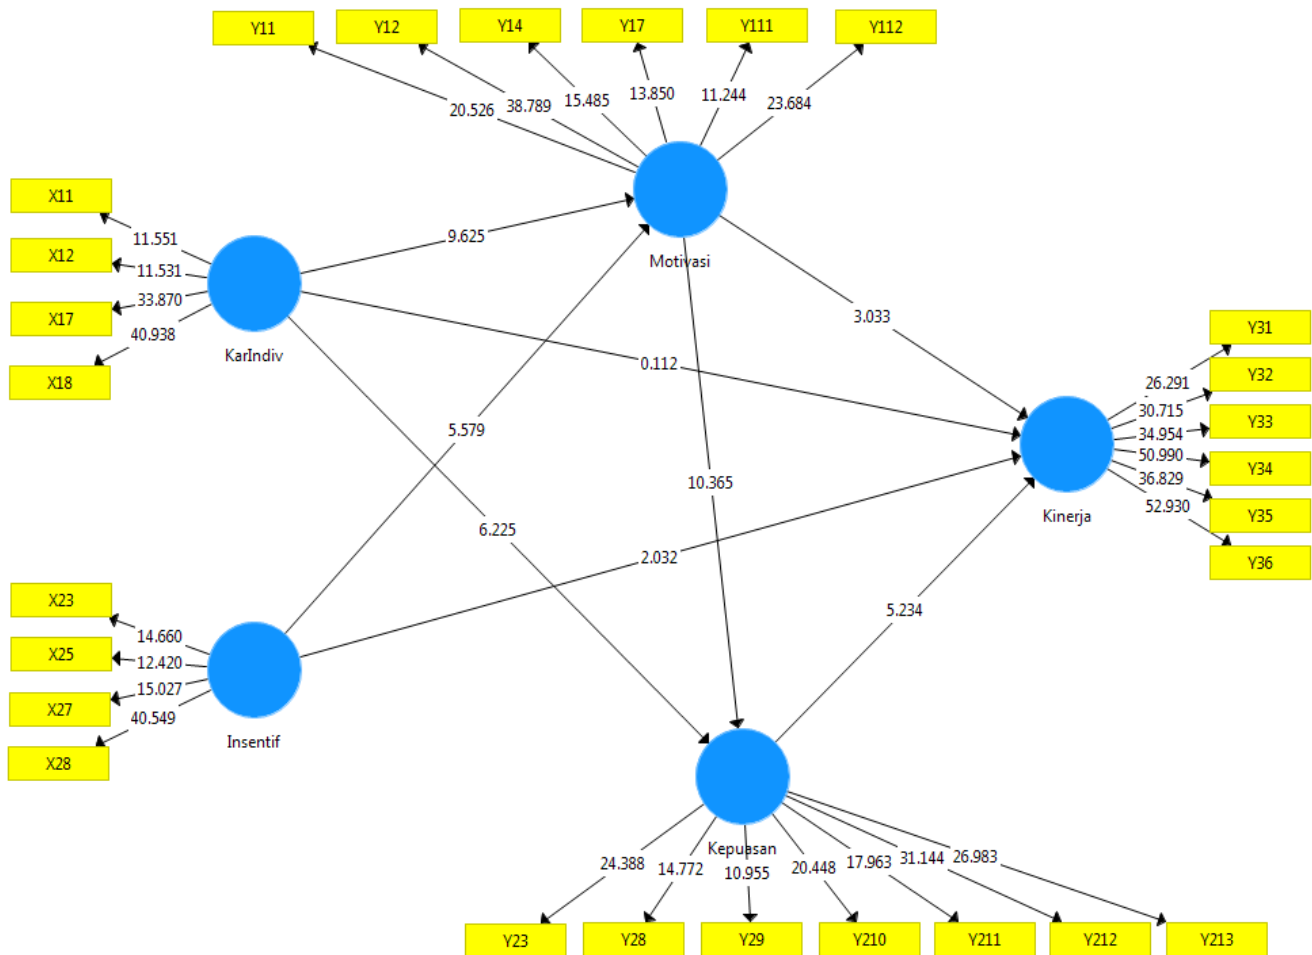 Y11
Y12
Y14
Y17
Y111
Y112
20.526
38.789
15.485
13.850
11.244
23.684
X11
X12
X17
X18
11.551
11.531
33.870
40.938
KarIndiv
9.625
Motivasi
3.033
0.112
5.579
10.365
6.225
2.032
5.234
Y31
Y32
Y33
Y34
Y35
Y36
26.291
30.715
34.954
50.990
36.829
52.930
Kinerja
X23
X25
X27
X28
14.660
12.420
15.027
40.549
Insentif
Kepuasan
24.388
14.772
10.955
20.448
17.963
31.144
26.983
Y23
Y28
Y29
Y210
Y211
Y212
Y213